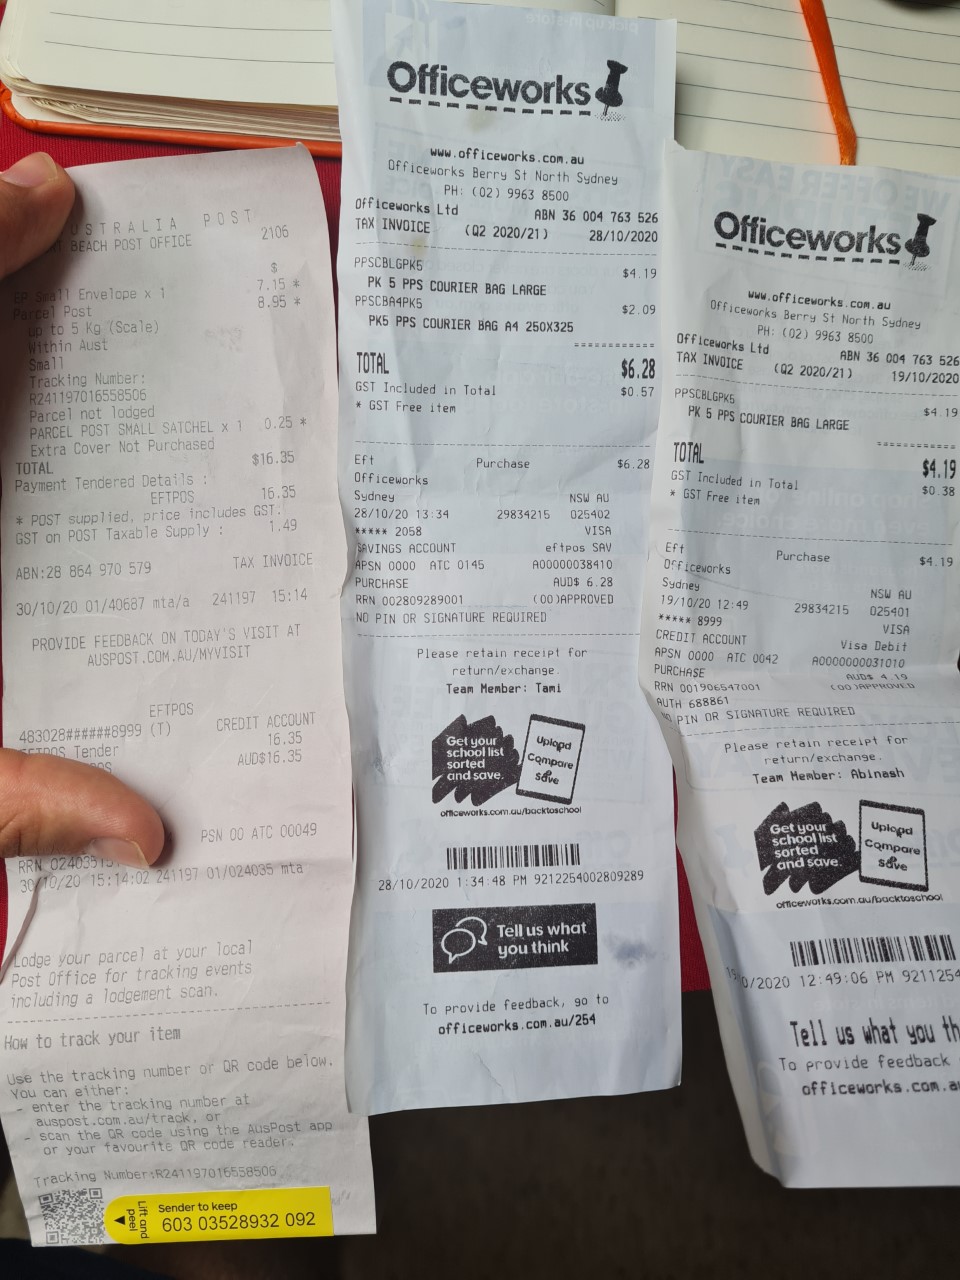 USTRALIA POST
BEACH POST OFFICE 2106
$
Small Envelope x 1 7.15 *
Parcel Post 8.95 *
up to 5 Kg (Scale)
Within Aust
Small
Tracking Number:
R241197016558506
Parcel not lodged
PARCEL POST SMALL SATCHEL x 1 0.25 *
Extra Cover Not Purchased
TOTAL $16.35
Payment Tendered Details :
EFTPOS 16.35
* POST supplied, price includes GST.
GST on POST Taxable Supply : 1.49
ABN:28 864 970 579 TAX INVOICE
30/10/20 01/40687 mta/a 241197 15:14
PROVIDE FEEDBACK ON TODAY'S VISIT AT
AUSPOST.COM.AU/MYVISIT
EFTPOS
483028######8999 (T) CREDIT ACCOUNT
EFTPOS Tender 16.35
AUD$16.35
PSN 00 ATC 00049
RRN
30/10/20 15:14:02 241197 01/024035 mta
Lodge your parcel at your local
Post Office for tracking events
including a lodgement scan.
How to track your item
Use the tracking number or QR code below.
You can either:
- enter the tracking number at
auspost.com.au/track, or
- scan the QR code using the AusPost app
or your favourite QR code reader.
Tracking Number:R241197016558506
Lift and peel
Sender to keep
603 03528932 092
Officeworks
www.officeworks.com.au
Officeworks Berry St North Sydney
PH: (02) 9963 8500
Officeworks Ltd ABN 36 004 763 526
TAX INVOICE (Q2 2020/21) 28/10/2020
PPSCBLGPK5 $4.19
PK 5 PPS COURIER BAG LARGE
PPSCBA4PK5 $2.09
PK5 PPS COURIER BAG A4 250X325
============
TOTAL $6.28
GST Included in Total $0.57
* GST Free item
Eft Purchase $6.28
Officeworks
Sydney NSW AU
28/10/20 13:34 29834215 025402
***** 2058 VISA
SAVINGS ACCOUNT eftpos SAV
APSN 0000 ATC 0145 A00000038410
PURCHASE AUD$ 6.28
RRN 002809289001 (00)APPROVED
NO PIN OR SIGNATURE REQUIRED
Please retain receipt for
return/exchange.
Team Member: Tami
Get your
school list
sorted
and save.
Upload
Compare
save
officeworks.com.au/backtoschool
28/10/2020 1:34:48 PM 9212254002809289
Tell us what
you think
To provide feedback, go to
officeworks.com.au/254
Officeworks
www.officeworks.com.au
Officeworks Berry St North Sydney
PH: (02) 9963 8500
Officeworks Ltd ABN 36 004 763 526
TAX INVOICE (Q2 2020/21) 19/10/2020
PPSCBLGPK5 $4.19
PK 5 PPS COURIER BAG LARGE
============
TOTAL $4.19
GST Included in Total $0.38
* GST Free item
Eft Purchase $4.19
Officeworks
Sydney NSW AU
19/10/20 12:49 29834215 025401
***** 8999 VISA
CREDIT ACCOUNT Visa Debit
APSN 0000 ATC 0042 A0000000031010
PURCHASE AUD$ 4.19
RRN 001906547001 (00)APPROVED
AUTH 688861
NO PIN OR SIGNATURE REQUIRED
Please retain receipt for
return/exchange.
Team Member: Abinash
Get your
school list
sorted
and save.
Upload
Compare
save
officeworks.com.au/backtoschool
0/2020 12:49:06 PM 9211254
Tell us what you th
To provide feedback
officeworks.com.a